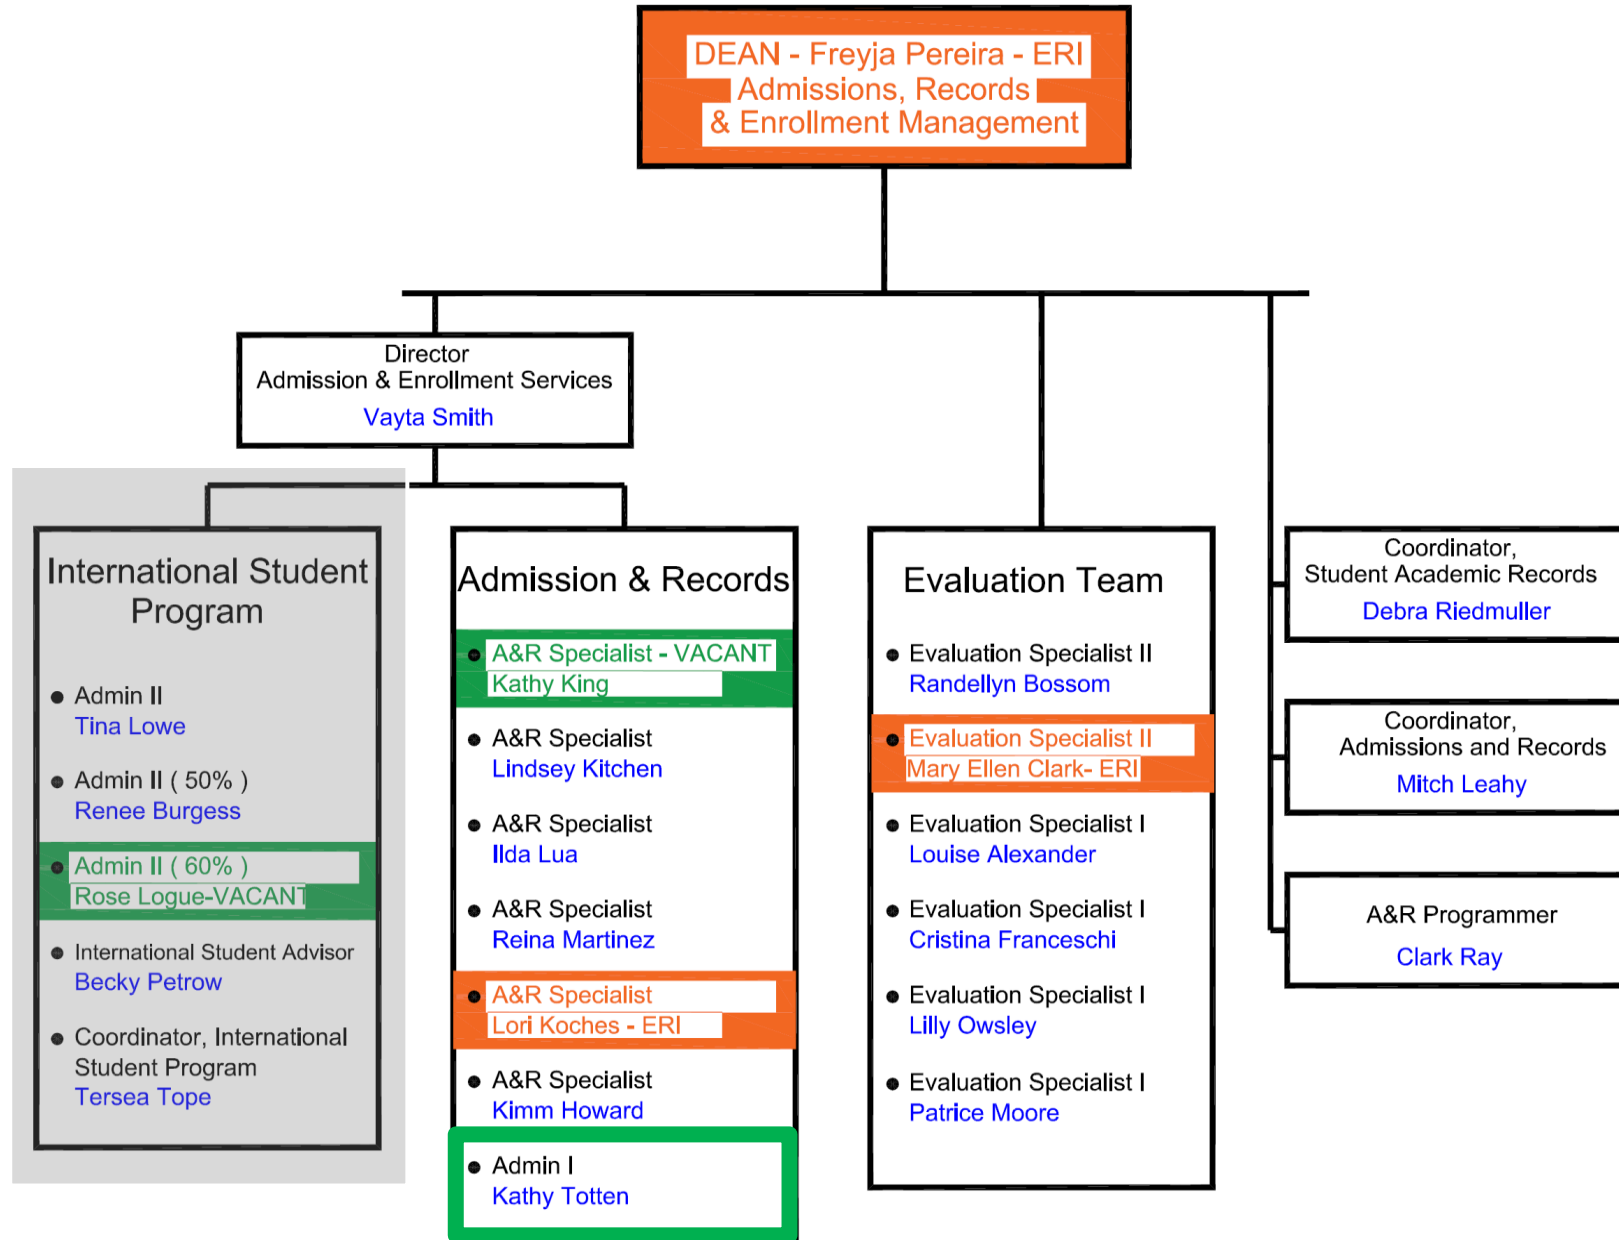 DEAN - Freyja Pereira - ERI
Admissions, Records
& Enrollment Management
Director
Admission & Enrollment Services
Vayta Smith
International Student
Program
● Admin II
Tina Lowe
● Admin II ( 50% )
Renee Burgess
● Admin II ( 60% )
Rose Logue-VACANT
● International Student Advisor
Becky Petrow
● Coordinator, International
Student Program
Tersea Tope
Admission & Records
● A&R Specialist - VACANT
Kathy King
● A&R Specialist
Lindsey Kitchen
● A&R Specialist
Ilda Lua
● A&R Specialist
Reina Martinez
● A&R Specialist
Lori Koches - ERI
● A&R Specialist
Kimm Howard
● Admin I
Kathy Totten
Evaluation Team
● Evaluation Specialist II
Randellyn Bossom
● Evaluation Specialist II
Mary Ellen Clark- ERI
● Evaluation Specialist I
Louise Alexander
● Evaluation Specialist I
Cristina Franceschi
● Evaluation Specialist I
Lilly Owsley
● Evaluation Specialist I
Patrice Moore
Coordinator,
Student Academic Records
Debra Riedmuller
Coordinator,
Admissions and Records
Mitch Leahy
A&R Programmer
Clark Ray